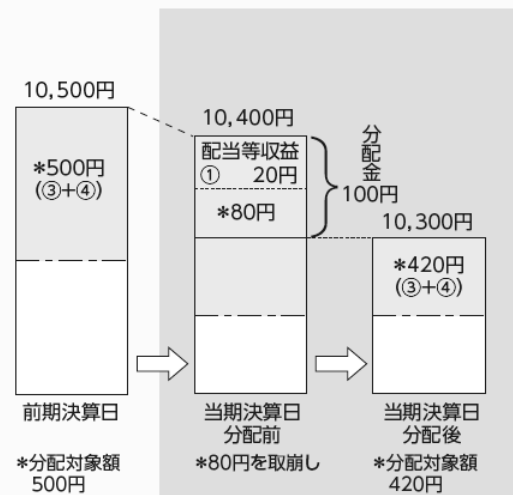 10,500円
*500円
(③+④)
前期決算日
*分配対象額
500円
10,400円
配当等収益
① 20円
*80円
分配金
100円
当期決算日
分配前
*80円を取崩し
10,300円
*420円
(③+④)
当期決算日
分配後
*分配対象額
420円